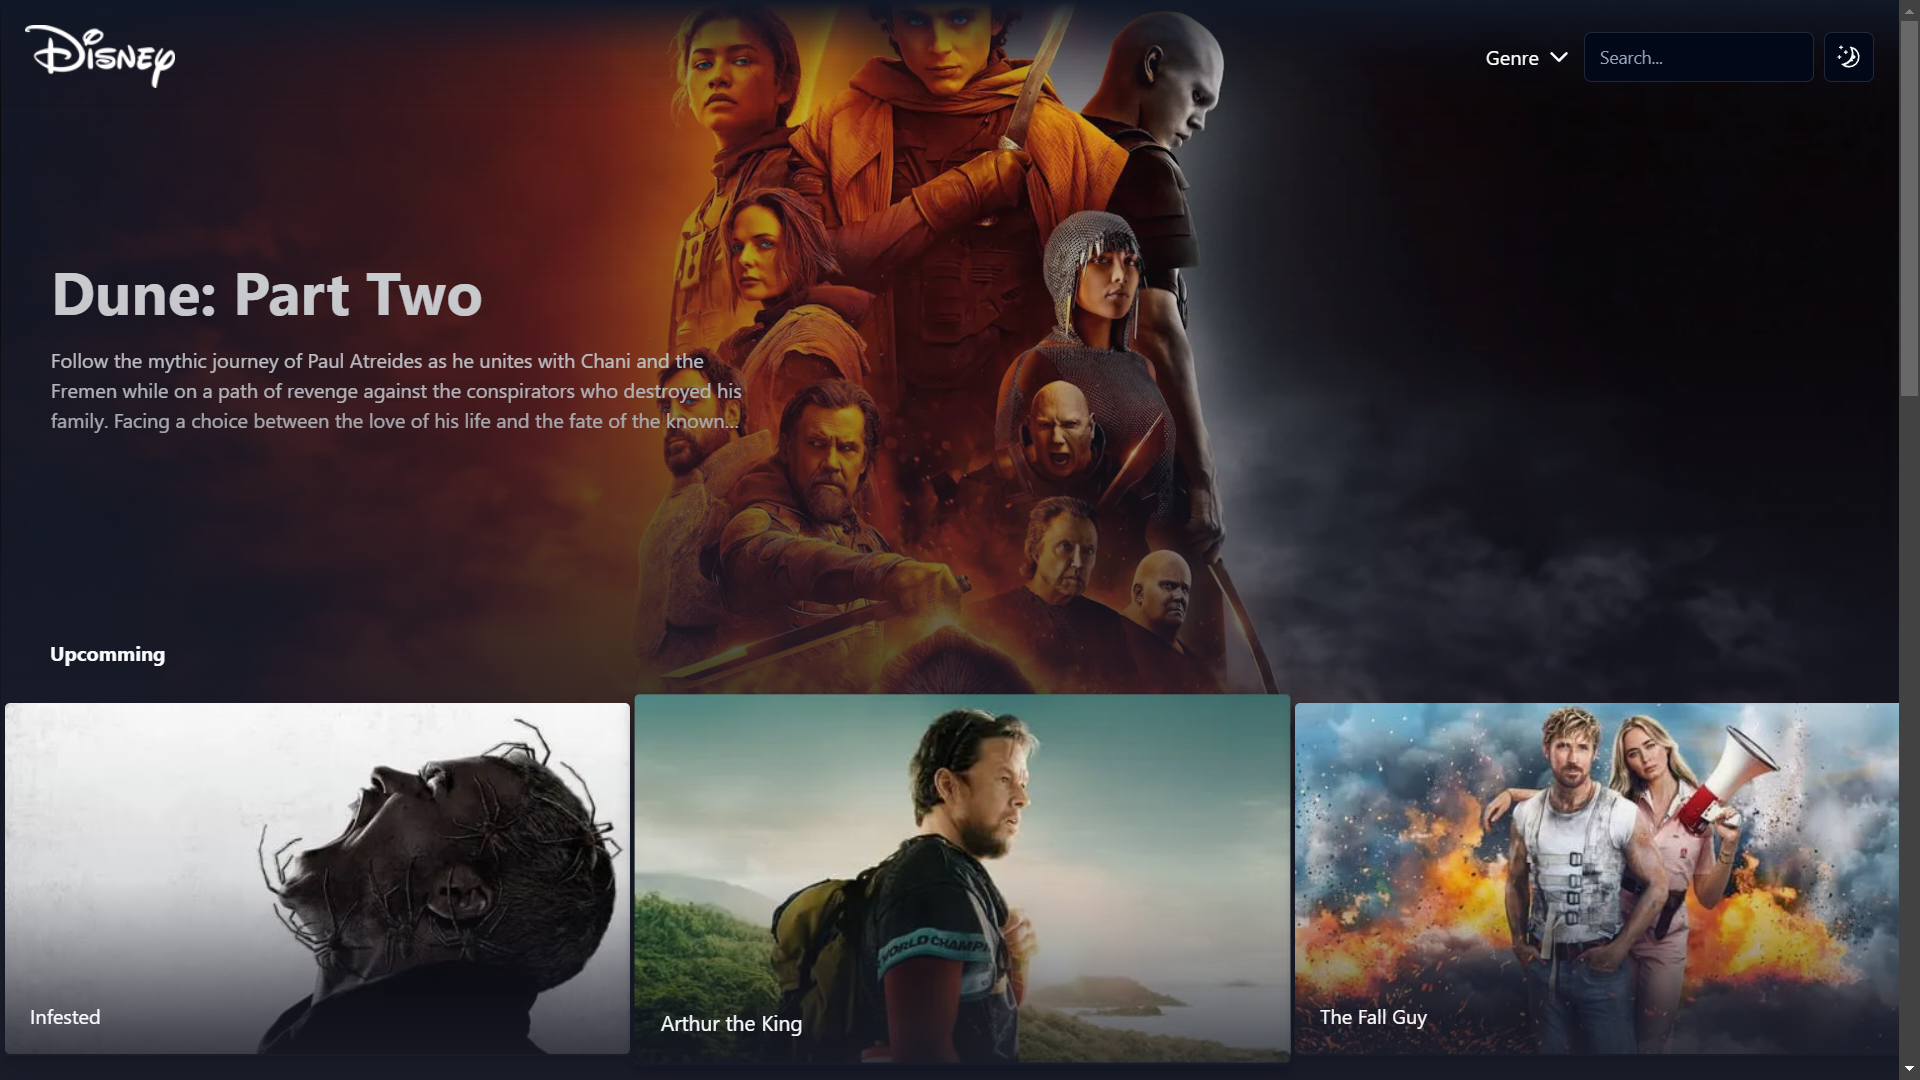 Disney
Genre
Search...
Dune: Part Two
Follow the mythic journey of Paul Atreides as he unites with Chani and the
Fremen while on a path of revenge against the conspirators who destroyed his
family. Facing a choice between the love of his life and the fate of the known...
Upcomming
WORLD CHAMP
Infested
Arthur the King
The Fall Guy